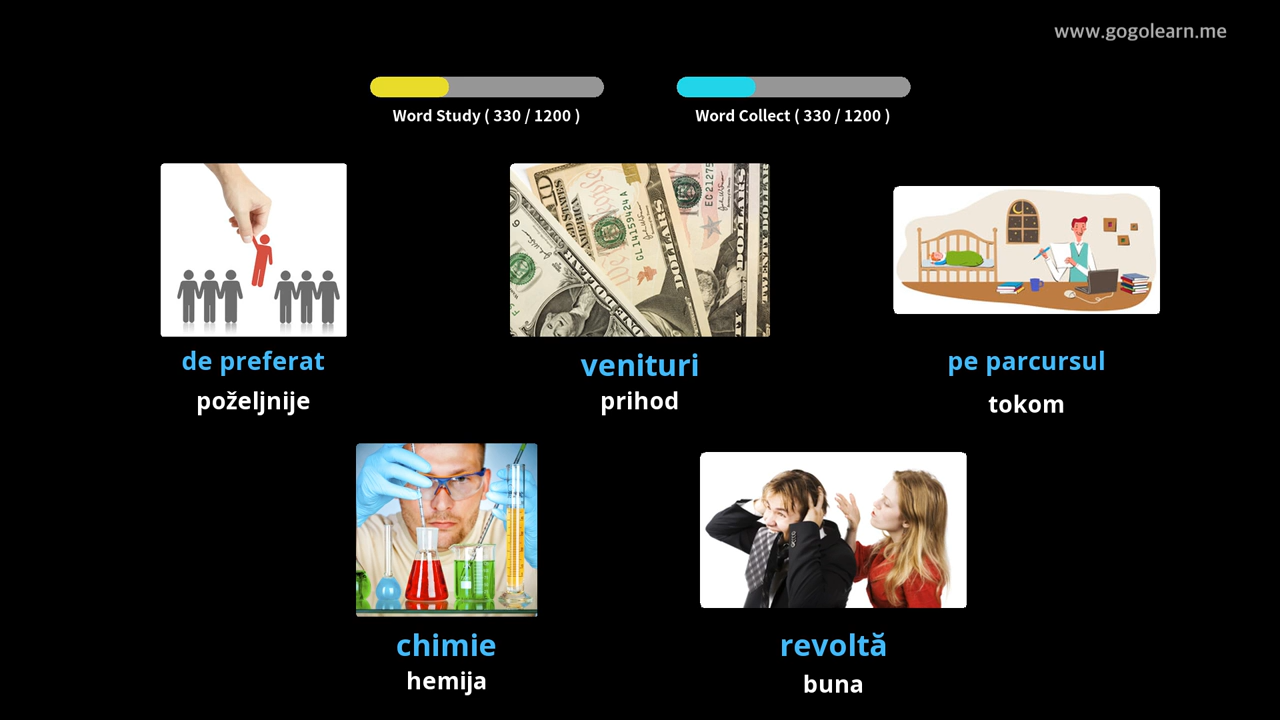 www.gogolearn.me
Word Study ( 330 / 1200 )
Word Collect ( 330 / 1200 )
de preferat
poželjnije
venituri
prihod
pe parcursul
tokom
chimie
hemija
revoltă
buna